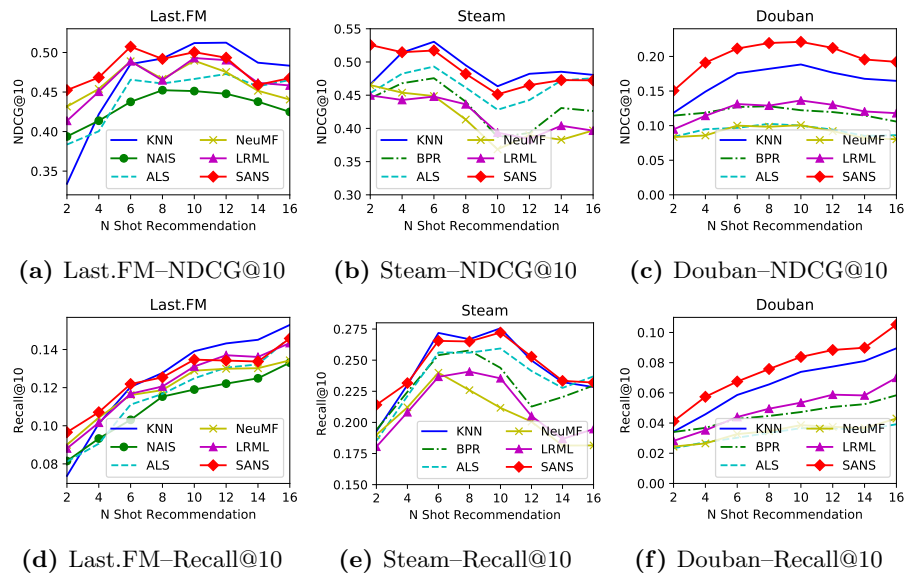 Last.FM
NDCG@10
0.50
0.45
0.40
0.35
KNN
NAIS
ALS
NeuMF
LRML
SANS
2 4 6 8 10 12 14 16
N Shot Recommendation
(a) Last.FM–NDCG@10
Steam
NDCG@10
0.55
0.50
0.45
0.40
0.35
0.30
KNN
BPR
ALS
NeuMF
LRML
SANS
2 4 6 8 10 12 14 16
N Shot Recommendation
(b) Steam–NDCG@10
Douban
NDCG@10
0.20
0.15
0.10
0.05
0.00
KNN
BPR
ALS
NeuMF
LRML
SANS
2 4 6 8 10 12 14 16
N Shot Recommendation
(c) Douban–NDCG@10
Last.FM
Recall@10
0.14
0.12
0.10
0.08
KNN
NAIS
ALS
NeuMF
LRML
SANS
2 4 6 8 10 12 14 16
N Shot Recommendation
(d) Last.FM–Recall@10
Steam
Recall@10
0.275
0.250
0.225
0.200
0.175
0.150
KNN
BPR
ALS
NeuMF
LRML
SANS
2 4 6 8 10 12 14 16
N Shot Recommendation
(e) Steam–Recall@10
Douban
Recall@10
0.10
0.08
0.06
0.04
0.02
0.00
KNN
BPR
ALS
NeuMF
LRML
SANS
2 4 6 8 10 12 14 16
N Shot Recommendation
(f) Douban–Recall@10